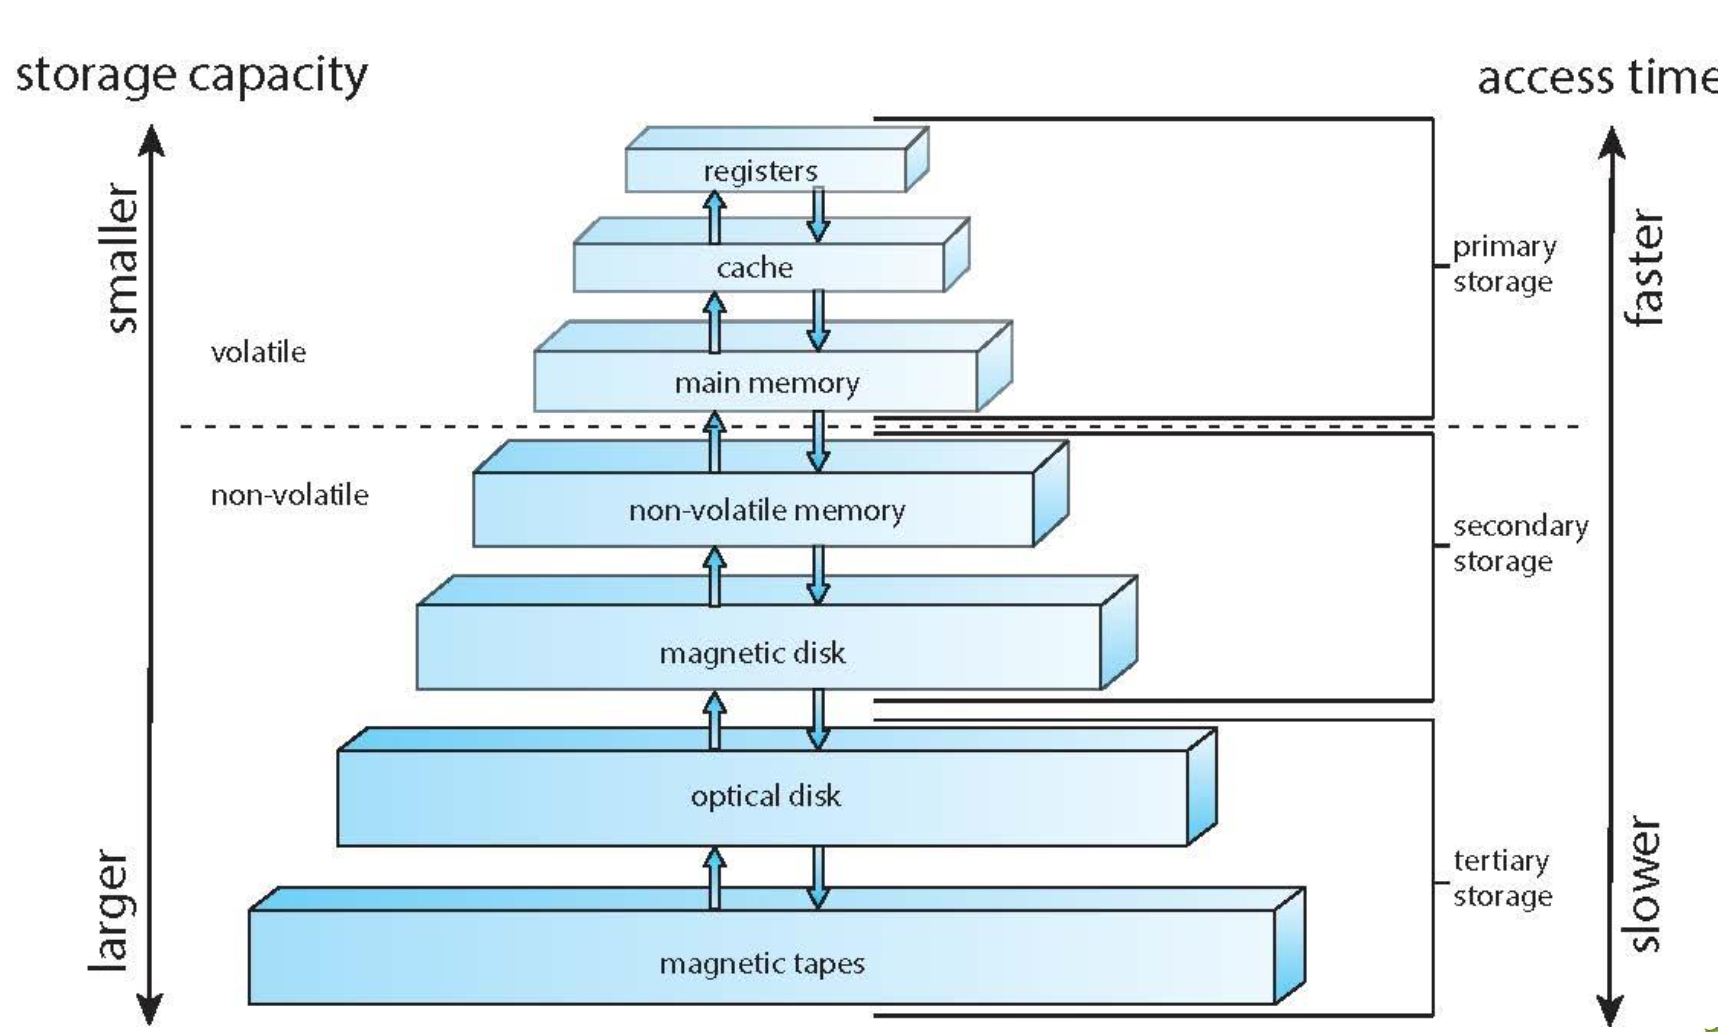 storage capacity
access time
smaller
faster
registers
cache
primary
storage
volatile
main memory
non-volatile
non-volatile memory
secondary
storage
magnetic disk
optical disk
larger
slower
tertiary
storage
magnetic tapes